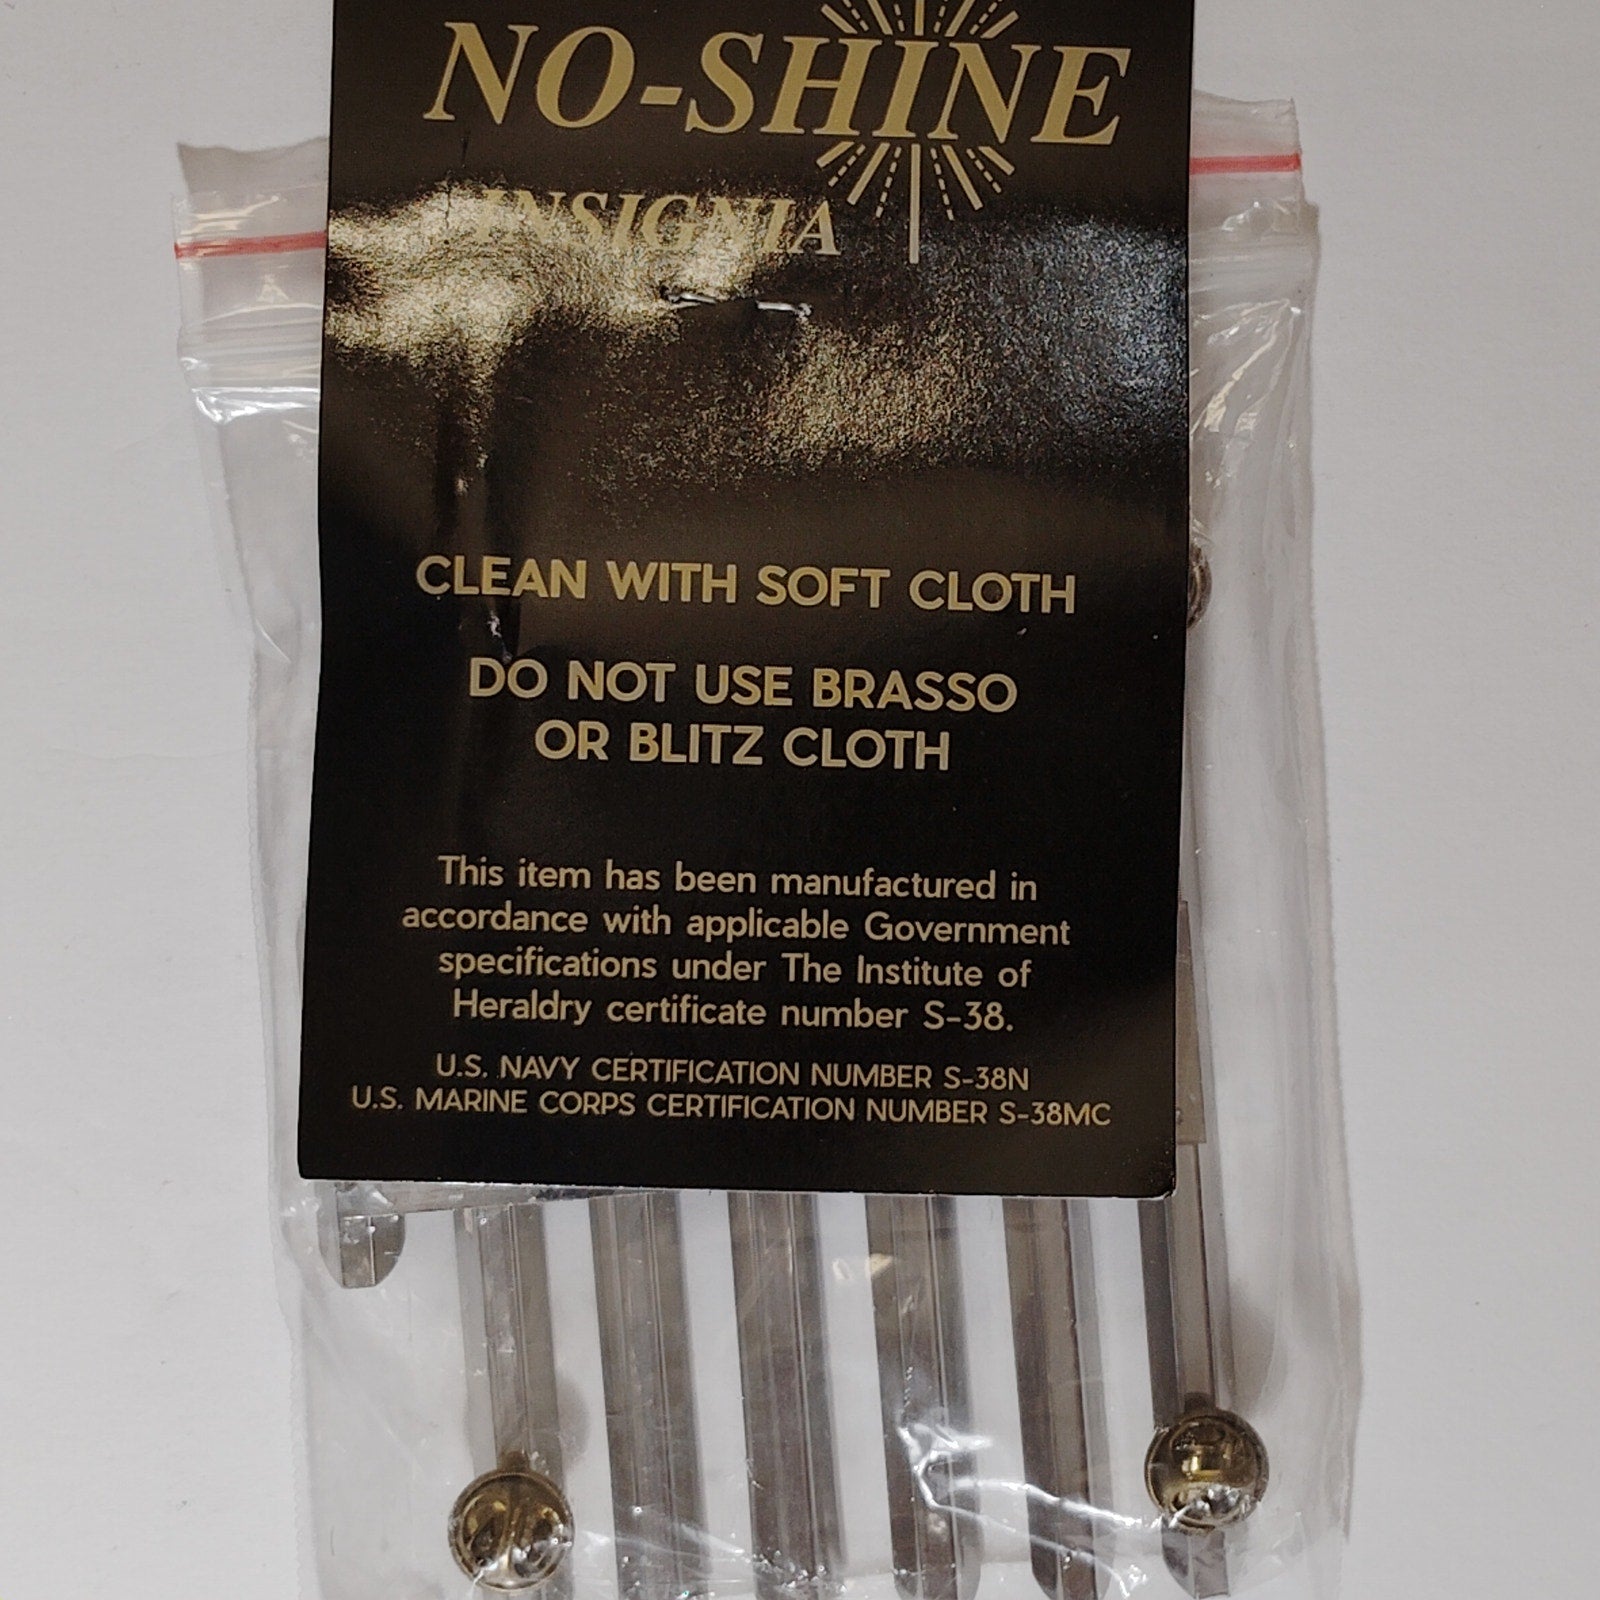 NO-SHINE
INSIGNIA
CLEAN WITH SOFT CLOTH
DO NOT USE BRASSO
OR BLITZ CLOTH
This item has been manufactured in
accordance with applicable Government
specifications under The Institute of
Heraldry certificate number S-38.
U.S. NAVY CERTIFICATION NUMBER S-38N
U.S. MARINE CORPS CERTIFICATION NUMBER S-38MC